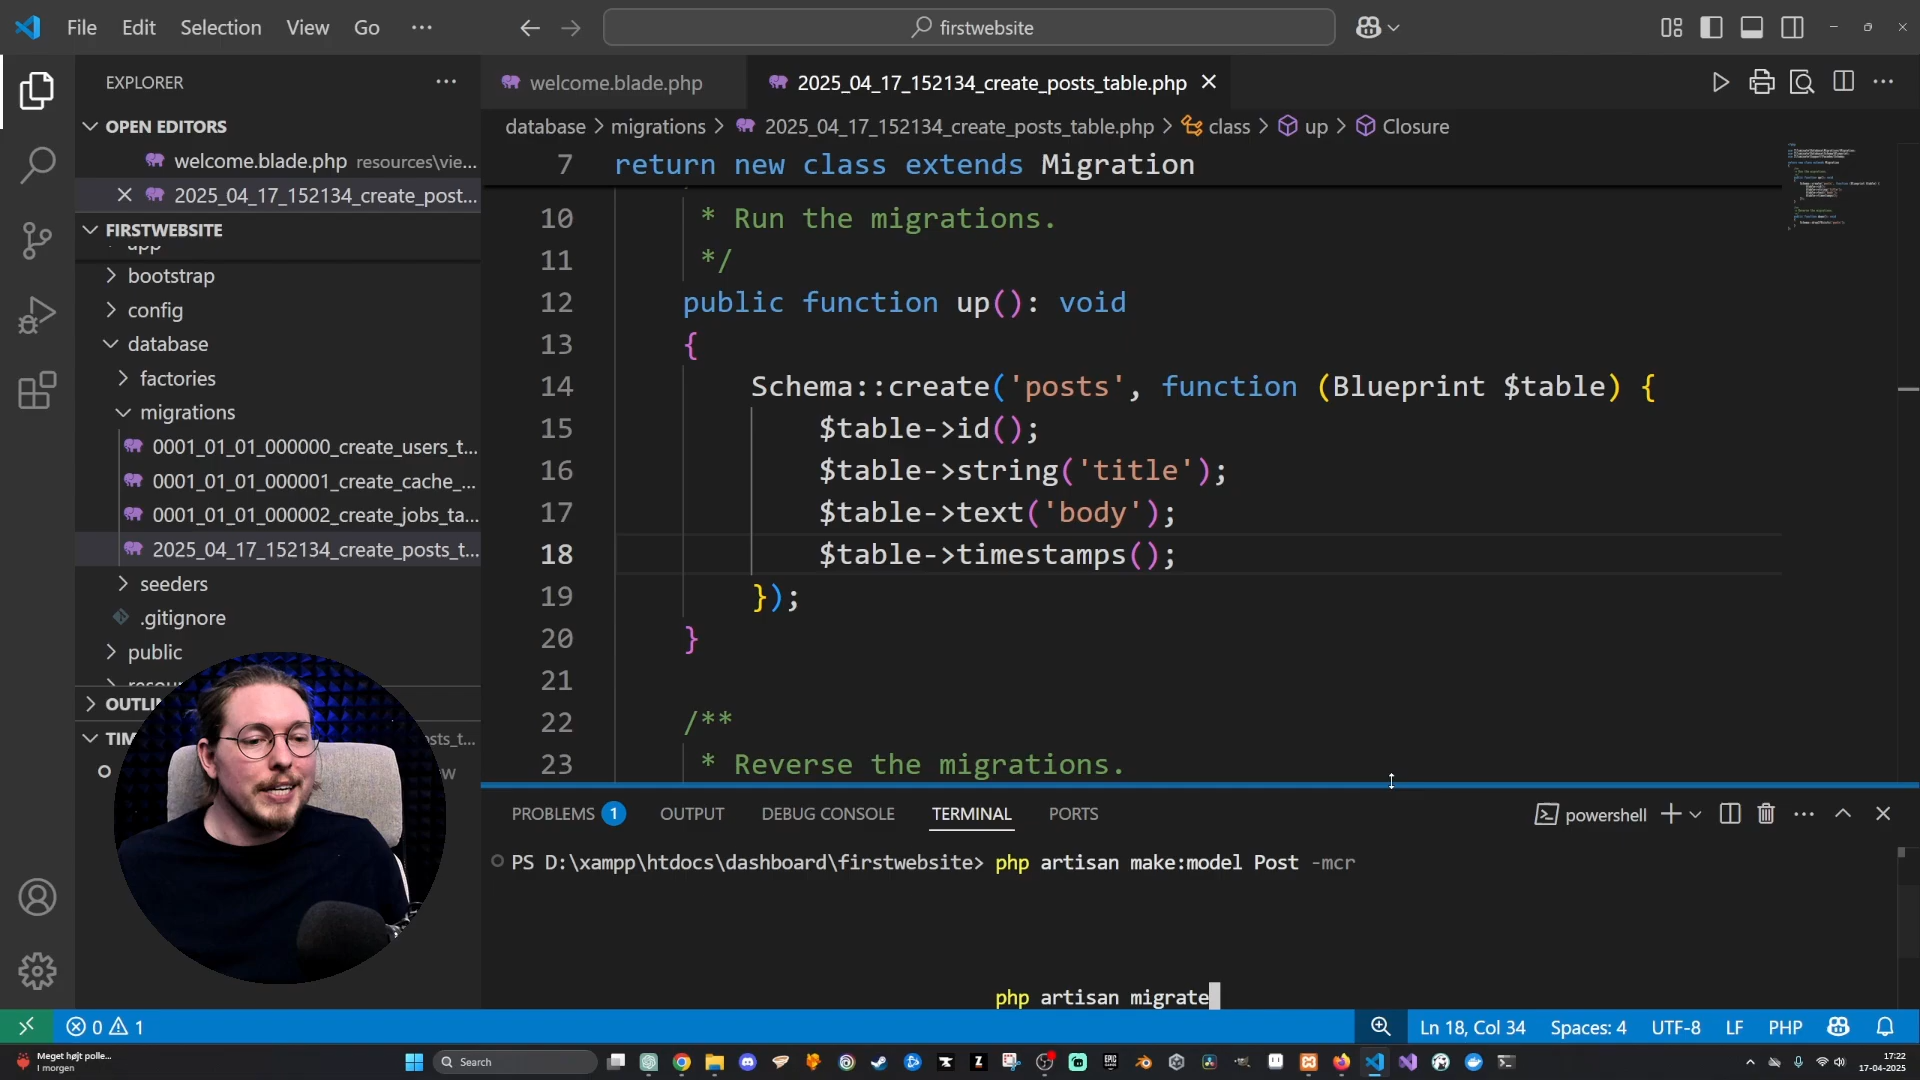 File Edit Selection View Go ···
firstwebsite
EXPLORER
OPEN EDITORS
welcome.blade.php resources\vie...
2025_04_17_152134_create_post...
FIRSTWEBSITE
app
bootstrap
config
database
factories
migrations
0001_01_01_000000_create_users_t...
0001_01_01_000001_create_cache_...
0001_01_01_000002_create_jobs_ta...
2025_04_17_152134_create_posts_t...
seeders
.gitignore
public
welcome.blade.php
2025_04_17_152134_create_posts_table.php
database > migrations > 2025_04_17_152134_create_posts_table.php > class > up > Closure
7 return new class extends Migration
10 * Run the migrations.
11 */
12 public function up(): void
13 {
14 Schema::create('posts', function (Blueprint $table) {
15 $table->id();
16 $table->string('title');
17 $table->text('body');
18 $table->timestamps();
19 });
20 }
21
22 /**
23 * Reverse the migrations.
PROBLEMS 1 OUTPUT DEBUG CONSOLE TERMINAL PORTS
powershell
PS D:\xampp\htdocs\dashboard\firstwebsite> php artisan make:model Post -mcr
php artisan migrate
0 1
Ln 18, Col 34 Spaces: 4 UTF-8 LF PHP
Meget højt polle...
I morgen
Search
17:22
17-04-2025